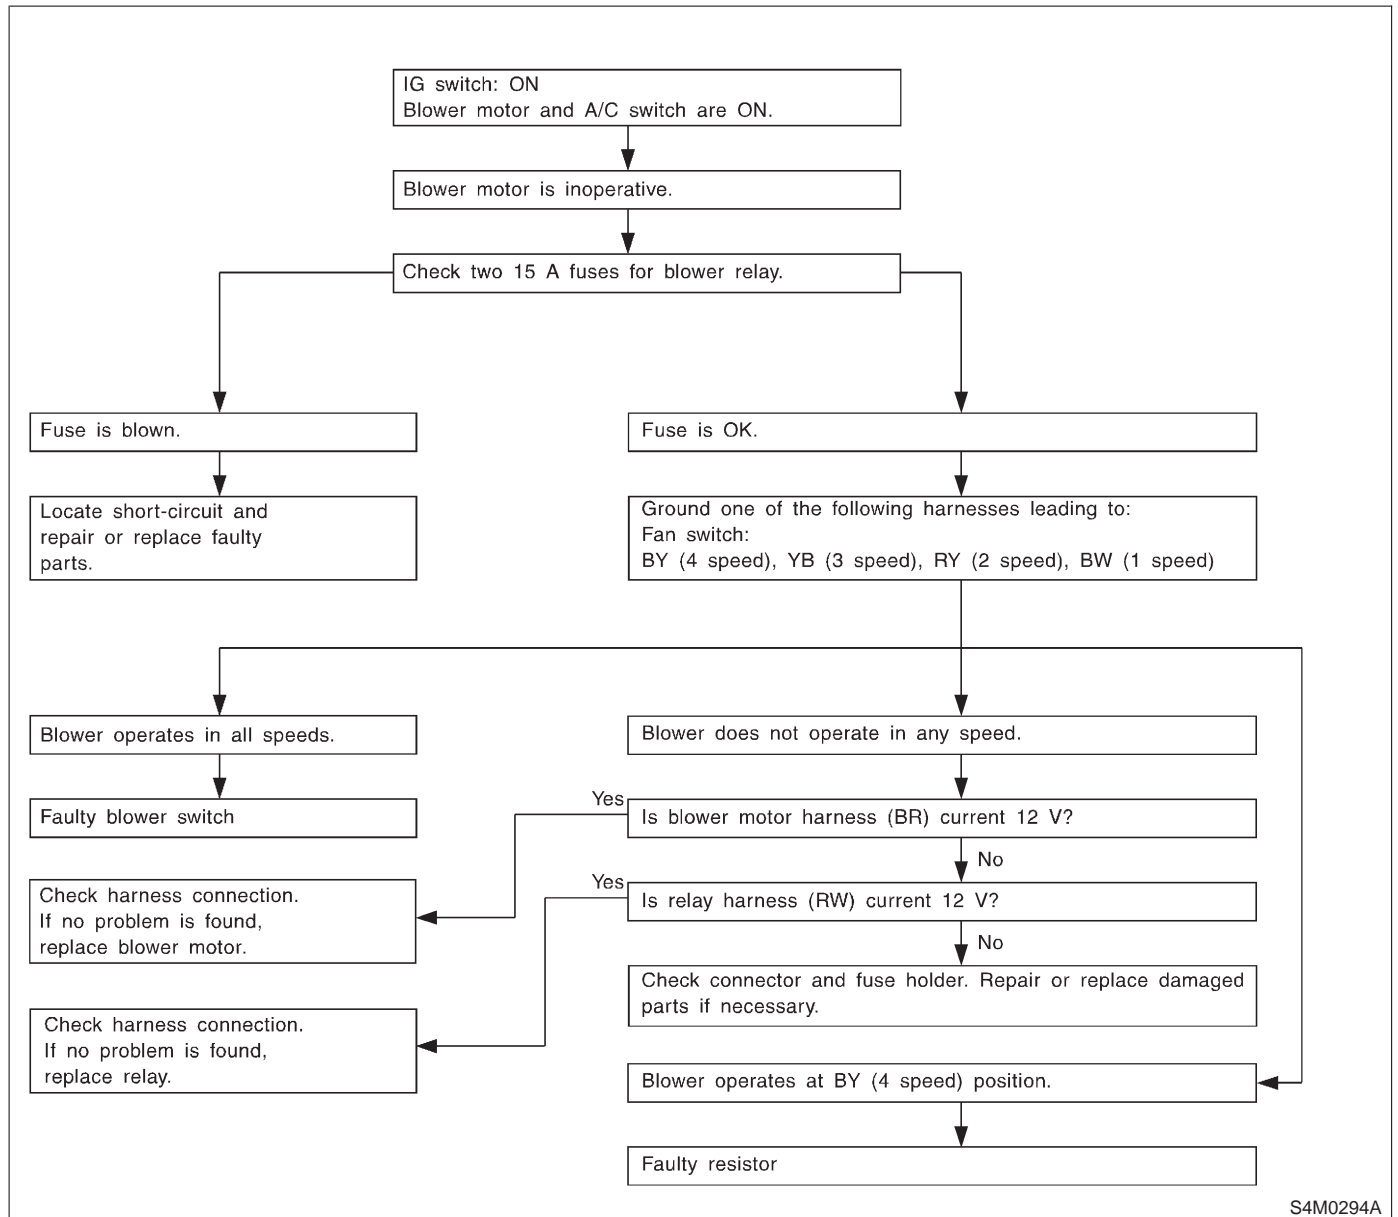 IG switch: ON
Blower motor and A/C switch are ON.
Blower motor is inoperative.
Check two 15 A fuses for blower relay.
Fuse is blown.
Fuse is OK.
Locate short-circuit and
repair or replace faulty
parts.
Ground one of the following harnesses leading to:
Fan switch:
BY (4 speed), YB (3 speed), RY (2 speed), BW (1 speed)
Blower operates in all speeds.
Blower does not operate in any speed.
Faulty blower switch
Yes
Is blower motor harness (BR) current 12 V?
No
Check harness connection.
If no problem is found,
replace blower motor.
Yes
Is relay harness (RW) current 12 V?
No
Check connector and fuse holder. Repair or replace damaged
parts if necessary.
Check harness connection.
If no problem is found,
replace relay.
Blower operates at BY (4 speed) position.
Faulty resistor
S4M0294A